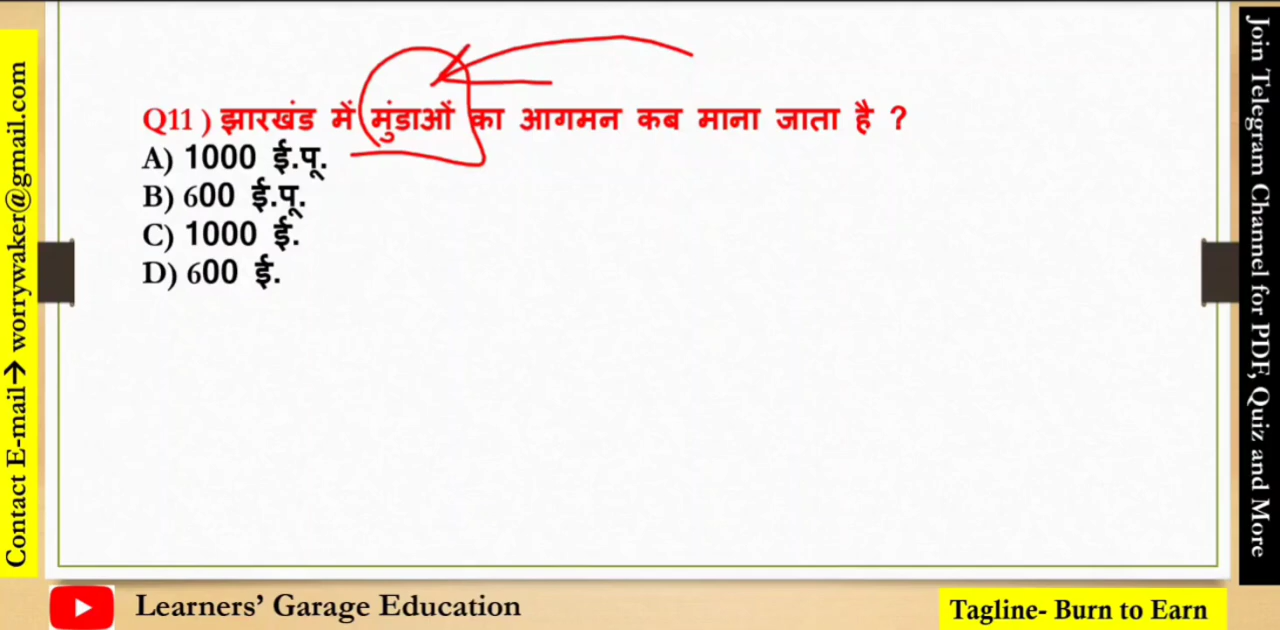 Q11 ) झारखंड में मुंडाओं का आगमन कब माना जाता है ?
A) 1000 ई.पू.
B) 600 ई.पू.
C) 1000 ई.
D) 600 ई.
Contact E-mail→ worrywaker@gmail.com
Join Telegram Channel for PDF, Quiz and More
Learners’ Garage Education
Tagline- Burn to Earn